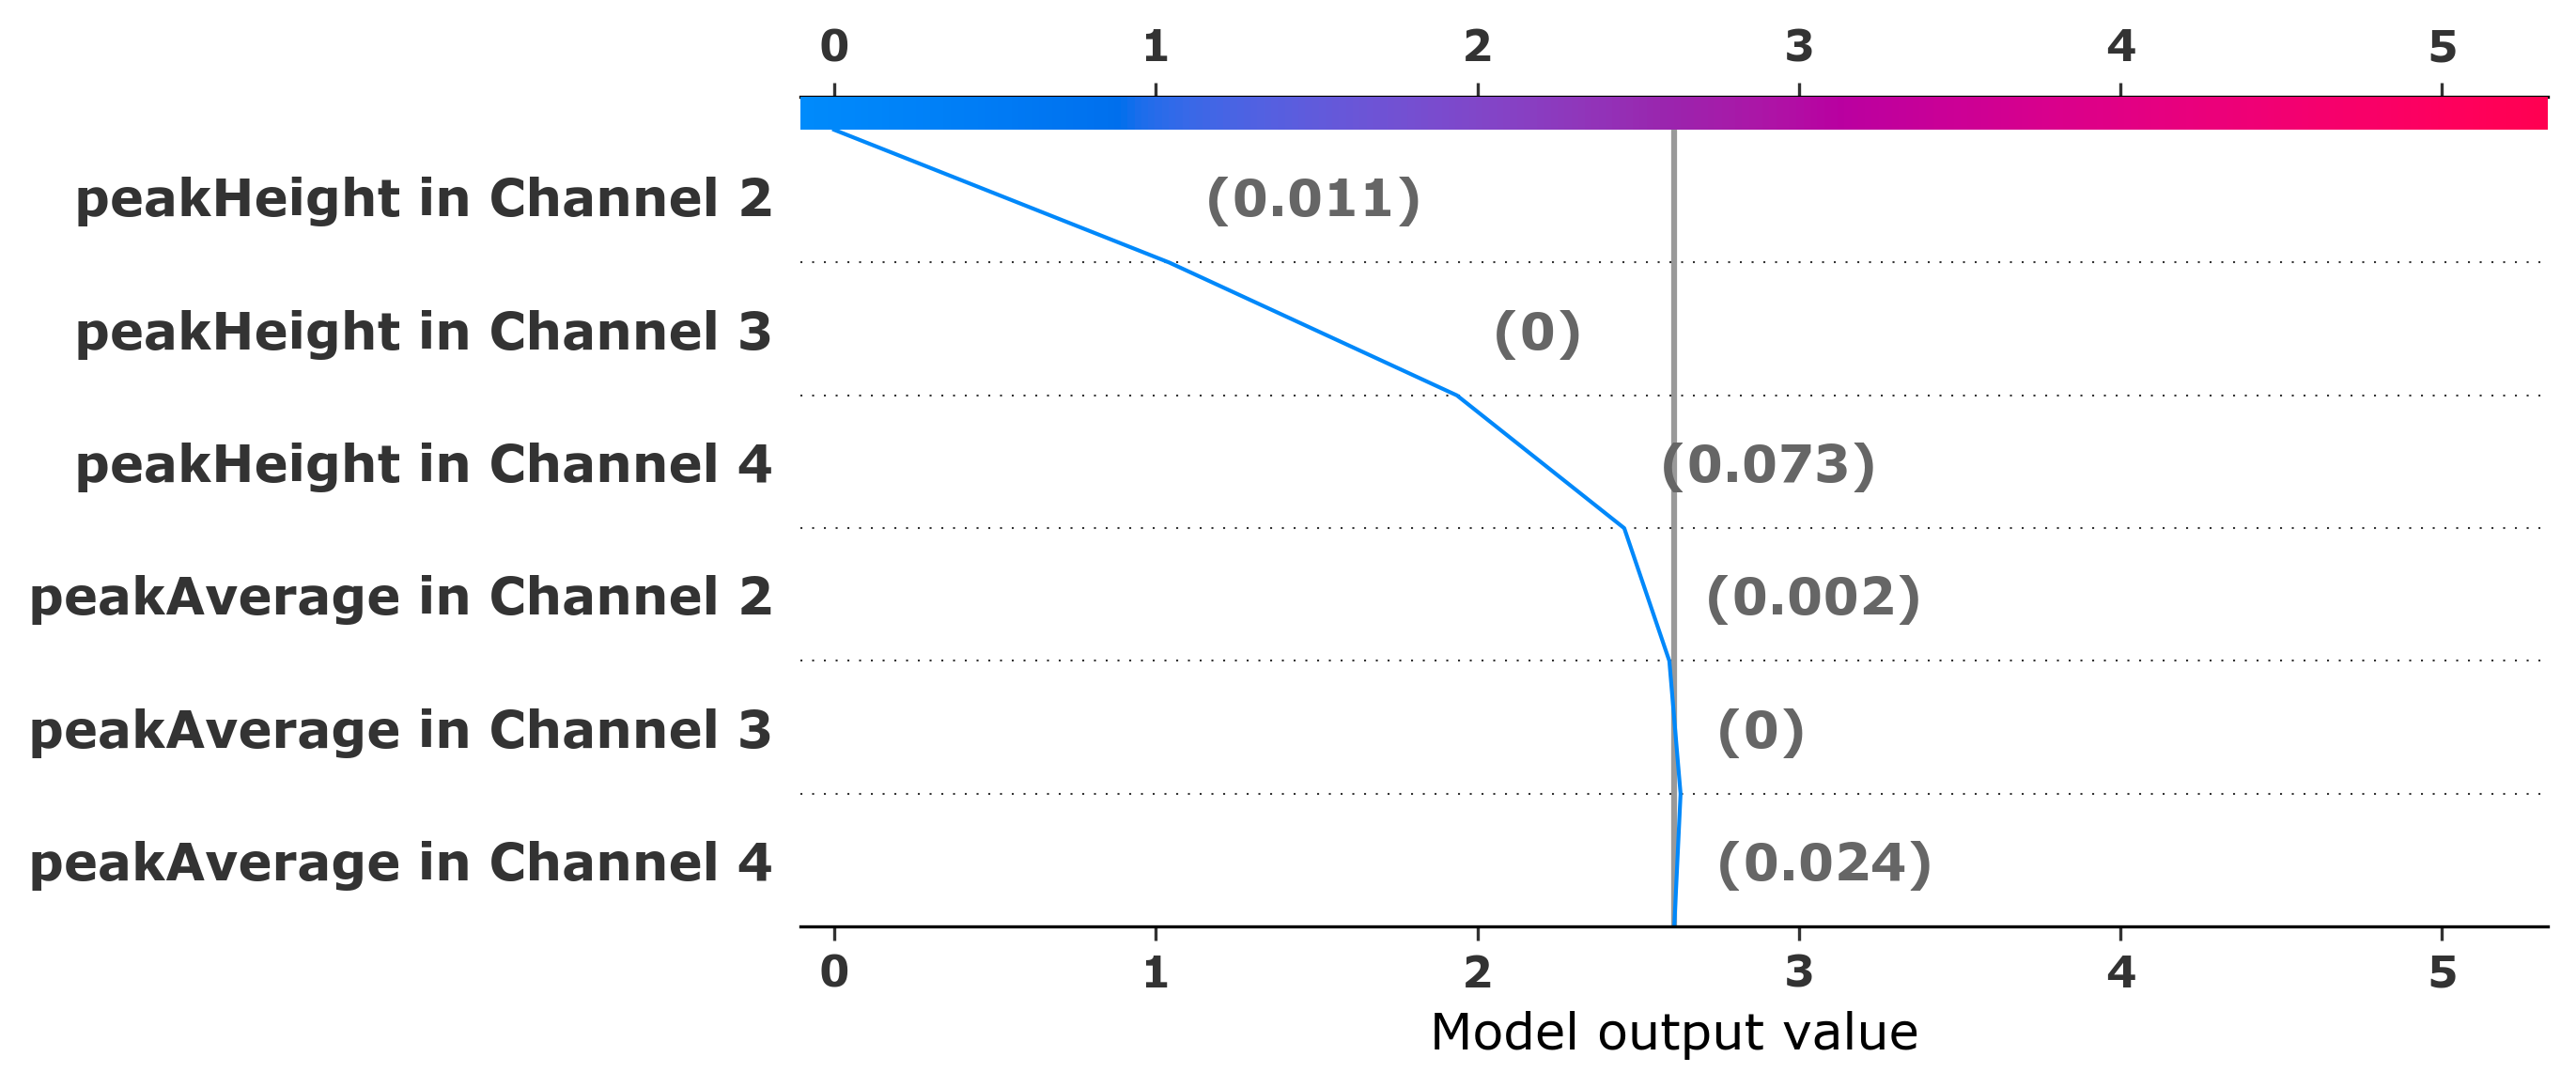 0 1 2 3 4 5
peakHeight in Channel 2 (0.011)
peakHeight in Channel 3 (0)
peakHeight in Channel 4 (0.073)
peakAverage in Channel 2 (0.002)
peakAverage in Channel 3 (0)
peakAverage in Channel 4 (0.024)
0 1 2 3 4 5
Model output value